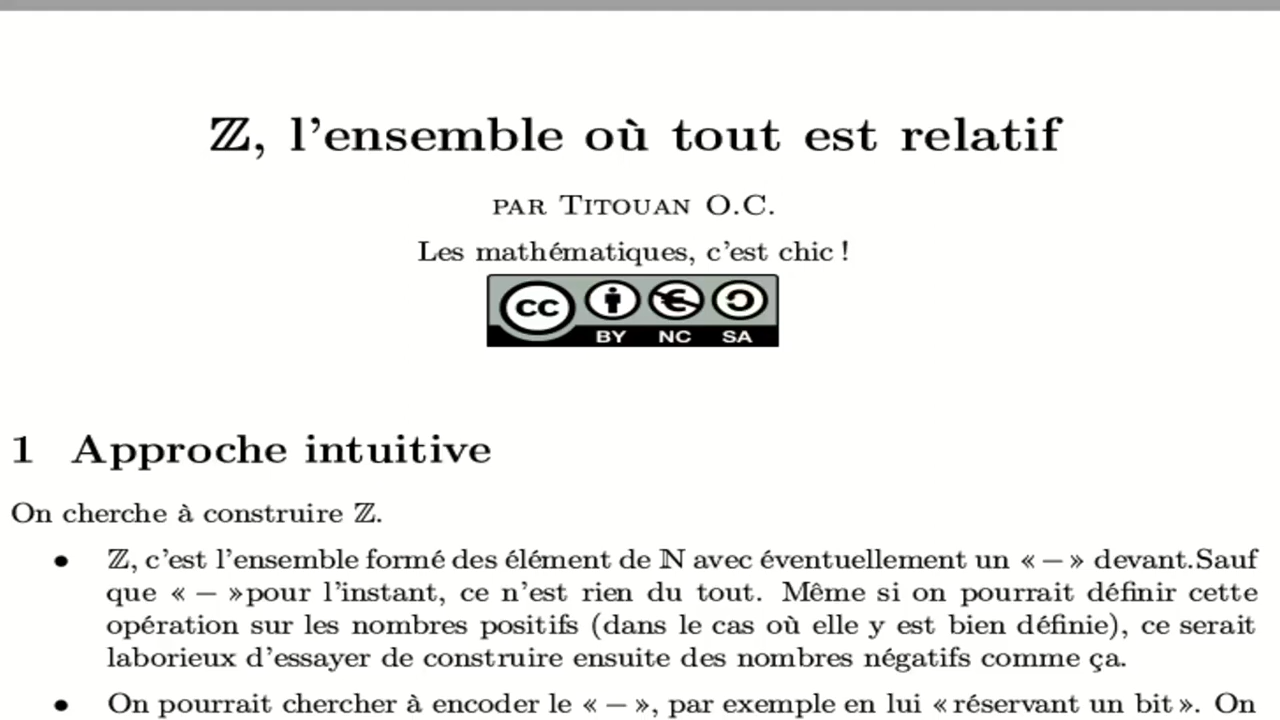 ℤ, l'ensemble où tout est relatif
PAR TITOUAN O.C.
Les mathématiques, c'est chic !
CC BY NC SA
1 Approche intuitive
On cherche à construire ℤ.
• ℤ, c'est l'ensemble formé des élément de ℕ avec éventuellement un « – » devant.Sauf
que « – »pour l'instant, ce n'est rien du tout. Même si on pourrait définir cette
opération sur les nombres positifs (dans le cas où elle y est bien définie), ce serait
laborieux d'essayer de construire ensuite des nombres négatifs comme ça.
• On pourrait chercher à encoder le « – », par exemple en lui « réservant un bit ». On